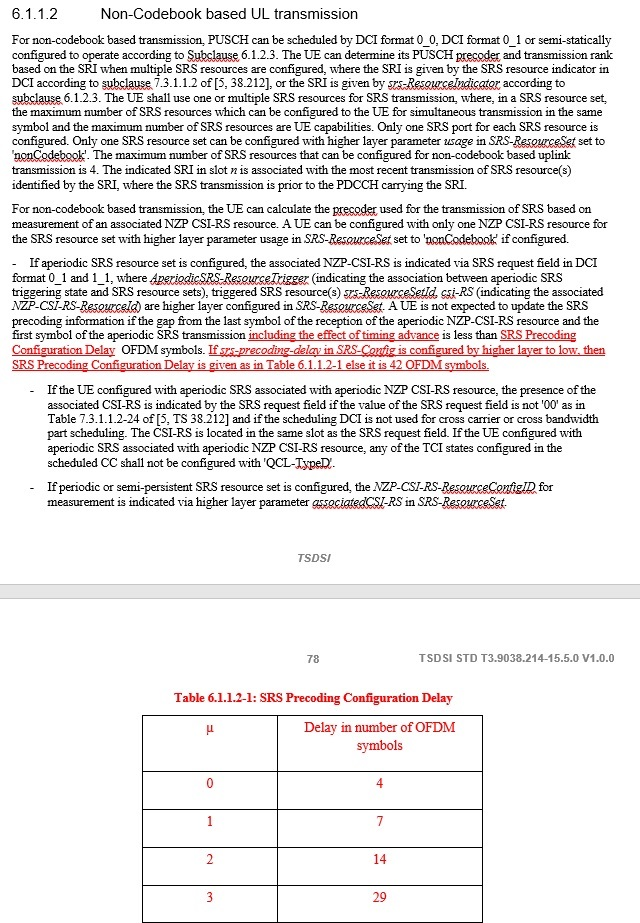 6.1.1.2 Non-Codebook based UL transmission
For non-codebook based transmission, PUSCH can be scheduled by DCI format 0_0, DCI format 0_1 or semi-statically
configured to operate according to Subclause 6.1.2.3. The UE can determine its PUSCH precoder and transmission rank
based on the SRI when multiple SRS resources are configured, where the SRI is given by the SRS resource indicator in
DCI according to subclause 7.3.1.1.2 of [5, 38.212], or the SRI is given by srs-ResourceIndicator according to
subclause 6.1.2.3. The UE shall use one or multiple SRS resources for SRS transmission, where, in a SRS resource set,
the maximum number of SRS resources which can be configured to the UE for simultaneous transmission in the same
symbol and the maximum number of SRS resources are UE capabilities. Only one SRS port for each SRS resource is
configured. Only one SRS resource set can be configured with higher layer parameter usage in SRS-ResourceSet set to
'nonCodebook'. The maximum number of SRS resources that can be configured for non-codebook based uplink
transmission is 4. The indicated SRI in slot n is associated with the most recent transmission of SRS resource(s)
identified by the SRI, where the SRS transmission is prior to the PDCCH carrying the SRI.
For non-codebook based transmission, the UE can calculate the precoder used for the transmission of SRS based on
measurement of an associated NZP CSI-RS resource. A UE can be configured with only one NZP CSI-RS resource for
the SRS resource set with higher layer parameter usage in SRS-ResourceSet set to 'nonCodebook' if configured.
- If aperiodic SRS resource set is configured, the associated NZP-CSI-RS is indicated via SRS request field in DCI
format 0_1 and 1_1, where AperiodicSRS-ResourceTrigger (indicating the association between aperiodic SRS
triggering state and SRS resource sets), triggered SRS resource(s) srs-ResourceSetId, csi-RS (indicating the associated
NZP-CSI-RS-ResourceId) are higher layer configured in SRS-ResourceSet. A UE is not expected to update the SRS
precoding information if the gap from the last symbol of the reception of the aperiodic NZP-CSI-RS resource and the
first symbol of the aperiodic SRS transmission including the effect of timing advance is less than SRS Precoding
Configuration Delay OFDM symbols. If srs-precoding-delay in SRS-Config is configured by higher layer to low, then
SRS Precoding Configuration Delay is given as in Table 6.1.1.2-1 else it is 42 OFDM symbols.
- If the UE configured with aperiodic SRS associated with aperiodic NZP CSI-RS resource, the presence of the
associated CSI-RS is indicated by the SRS request field if the value of the SRS request field is not '00' as in
Table 7.3.1.1.2-24 of [5, TS 38.212] and if the scheduling DCI is not used for cross carrier or cross bandwidth
part scheduling. The CSI-RS is located in the same slot as the SRS request field. If the UE configured with
aperiodic SRS associated with aperiodic NZP CSI-RS resource, any of the TCI states configured in the
scheduled CC shall not be configured with 'QCL-TypeD'.
- If periodic or semi-persistent SRS resource set is configured, the NZP-CSI-RS-ResourceConfigID for
measurement is indicated via higher layer parameter associatedCSI-RS in SRS-ResourceSet.
TSDSI
78 TSDSI STD T3.9038.214-15.5.0 V1.0.0
Table 6.1.1.2-1: SRS Precoding Configuration Delay
μ Delay in number of OFDM
symbols
0 4
1 7
2 14
3 29